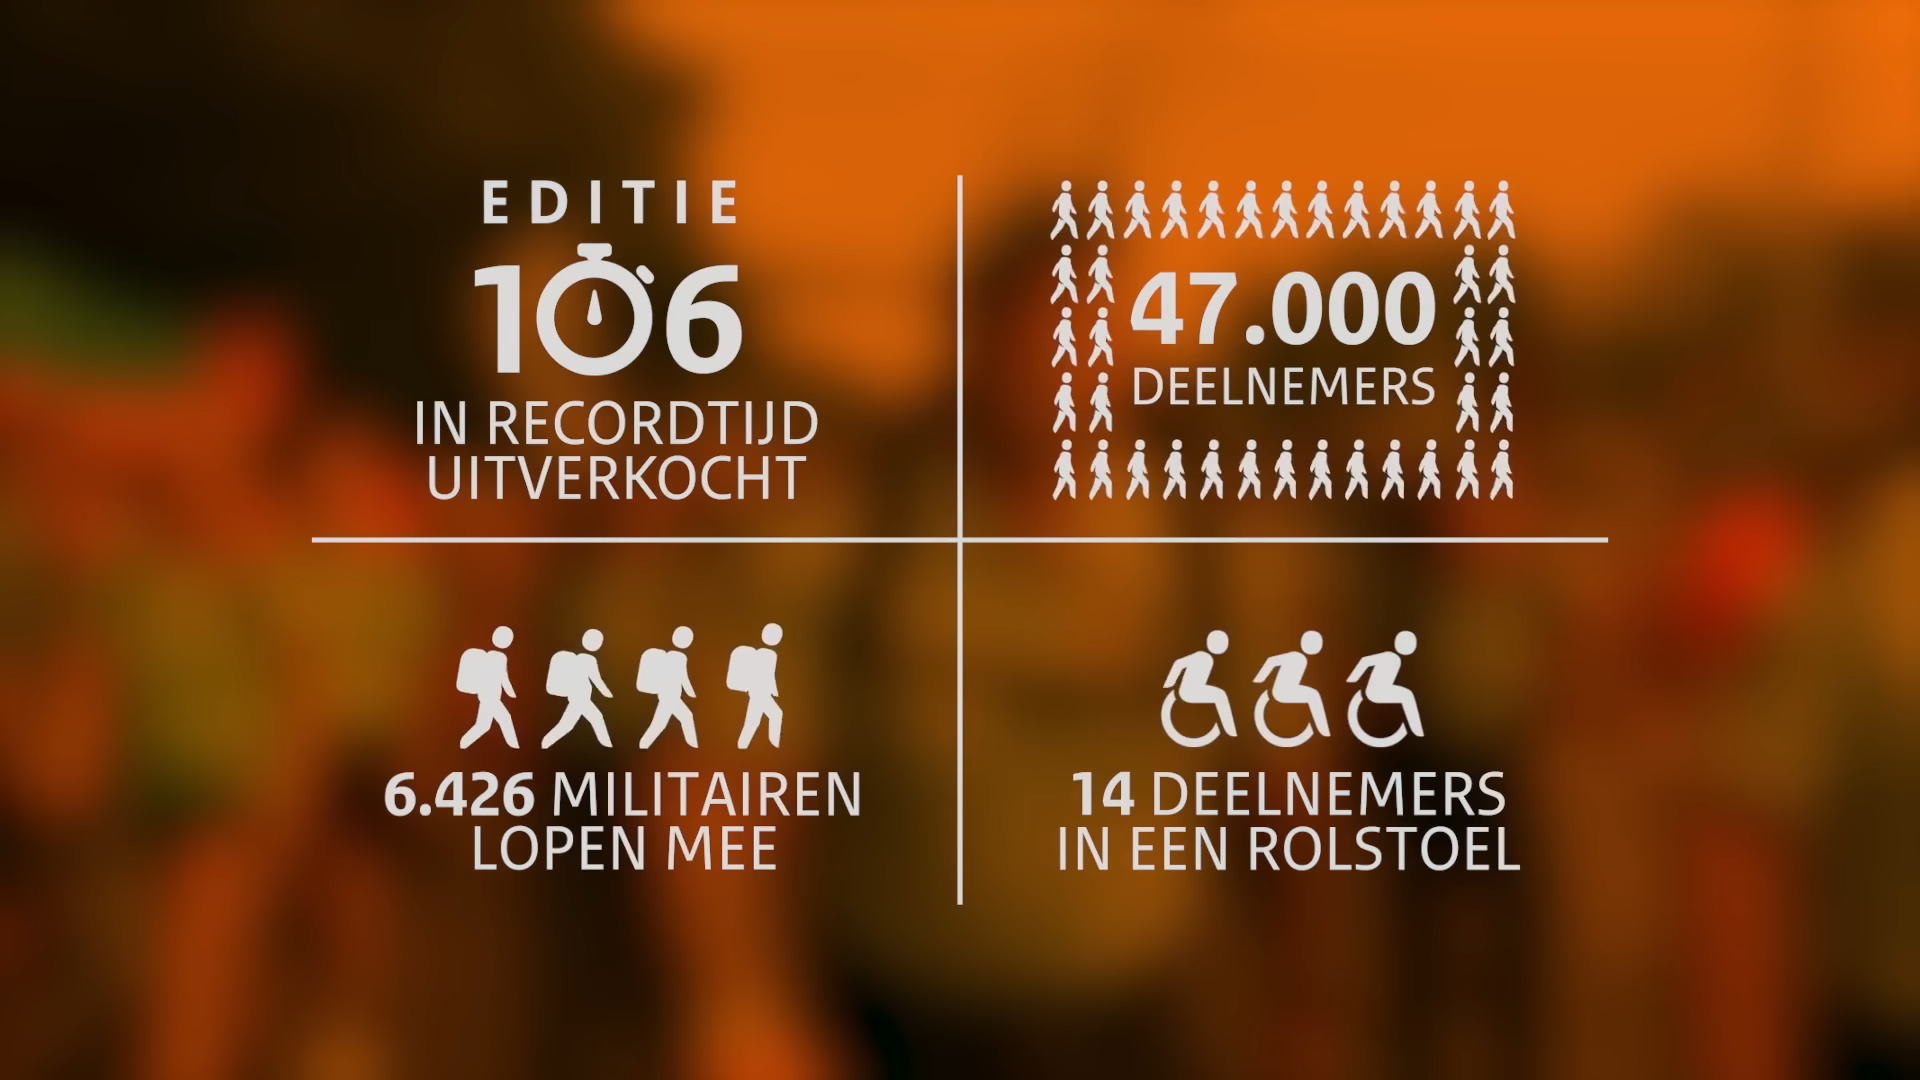 EDITIE
106
IN RECORDTIJD
UITVERKOCHT
47.000
DEELNEMERS
6.426 MILITAIREN
LOPEN MEE
14 DEELNEMERS
IN EEN ROLSTOEL